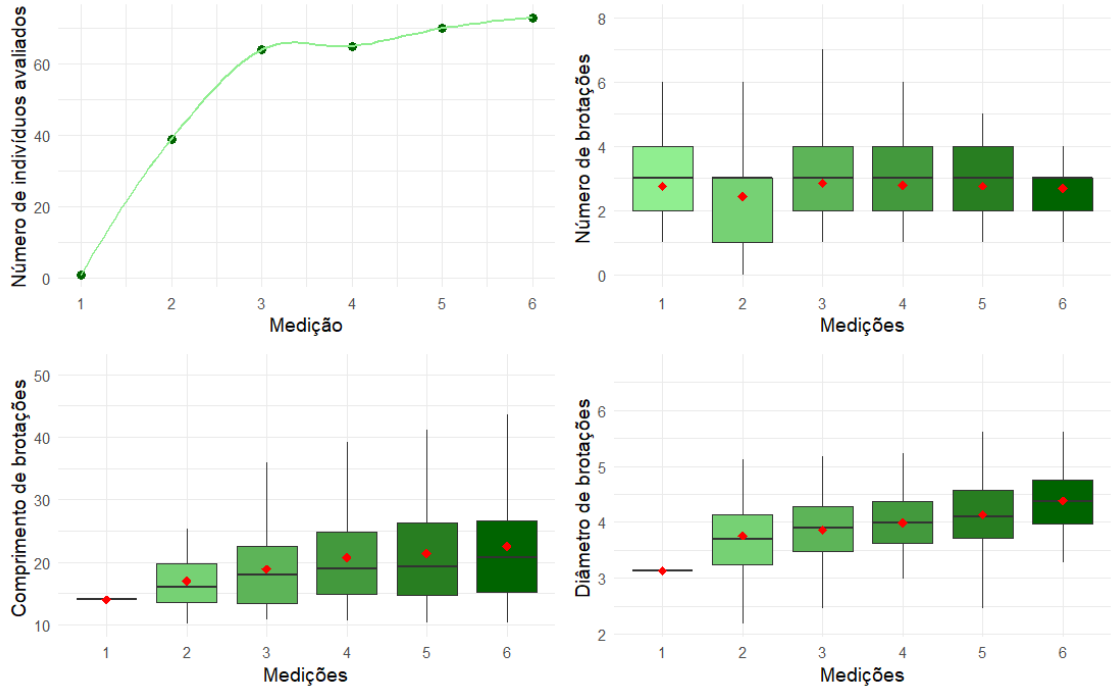 Número de indivíduos avaliados
60
40
20
0
1 2 3 4 5 6
Medição
Número de brotações
8
6
4
2
0
1 2 3 4 5 6
Medições
Comprimento de brotações
50
40
30
20
10
1 2 3 4 5 6
Medições
Diâmetro de brotações
6
5
4
3
2
1 2 3 4 5 6
Medições